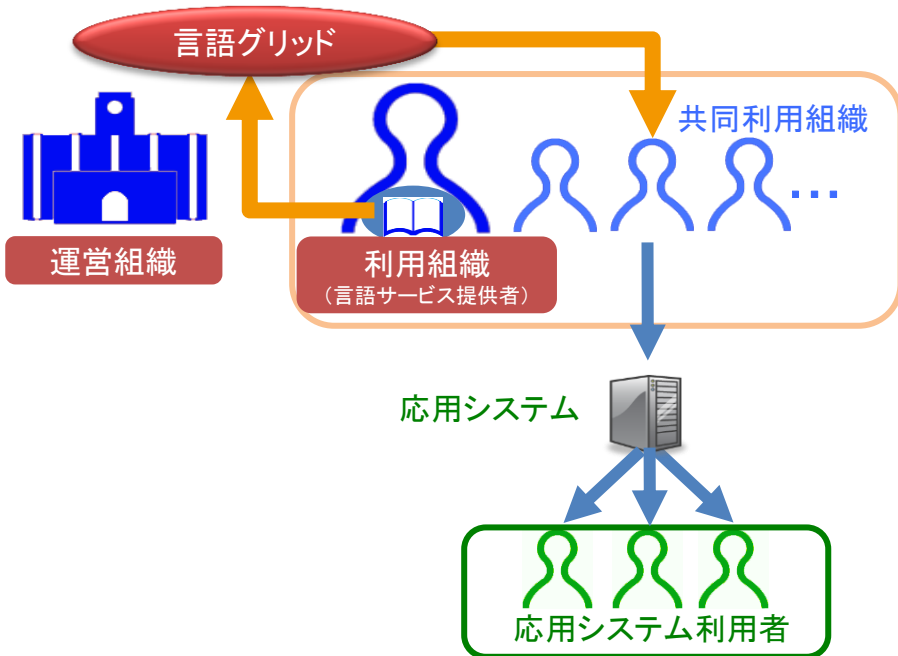 言語グリッド
共同利用組織
…
運営組織
利用組織
（言語サービス提供者）
応用システム
応用システム利用者